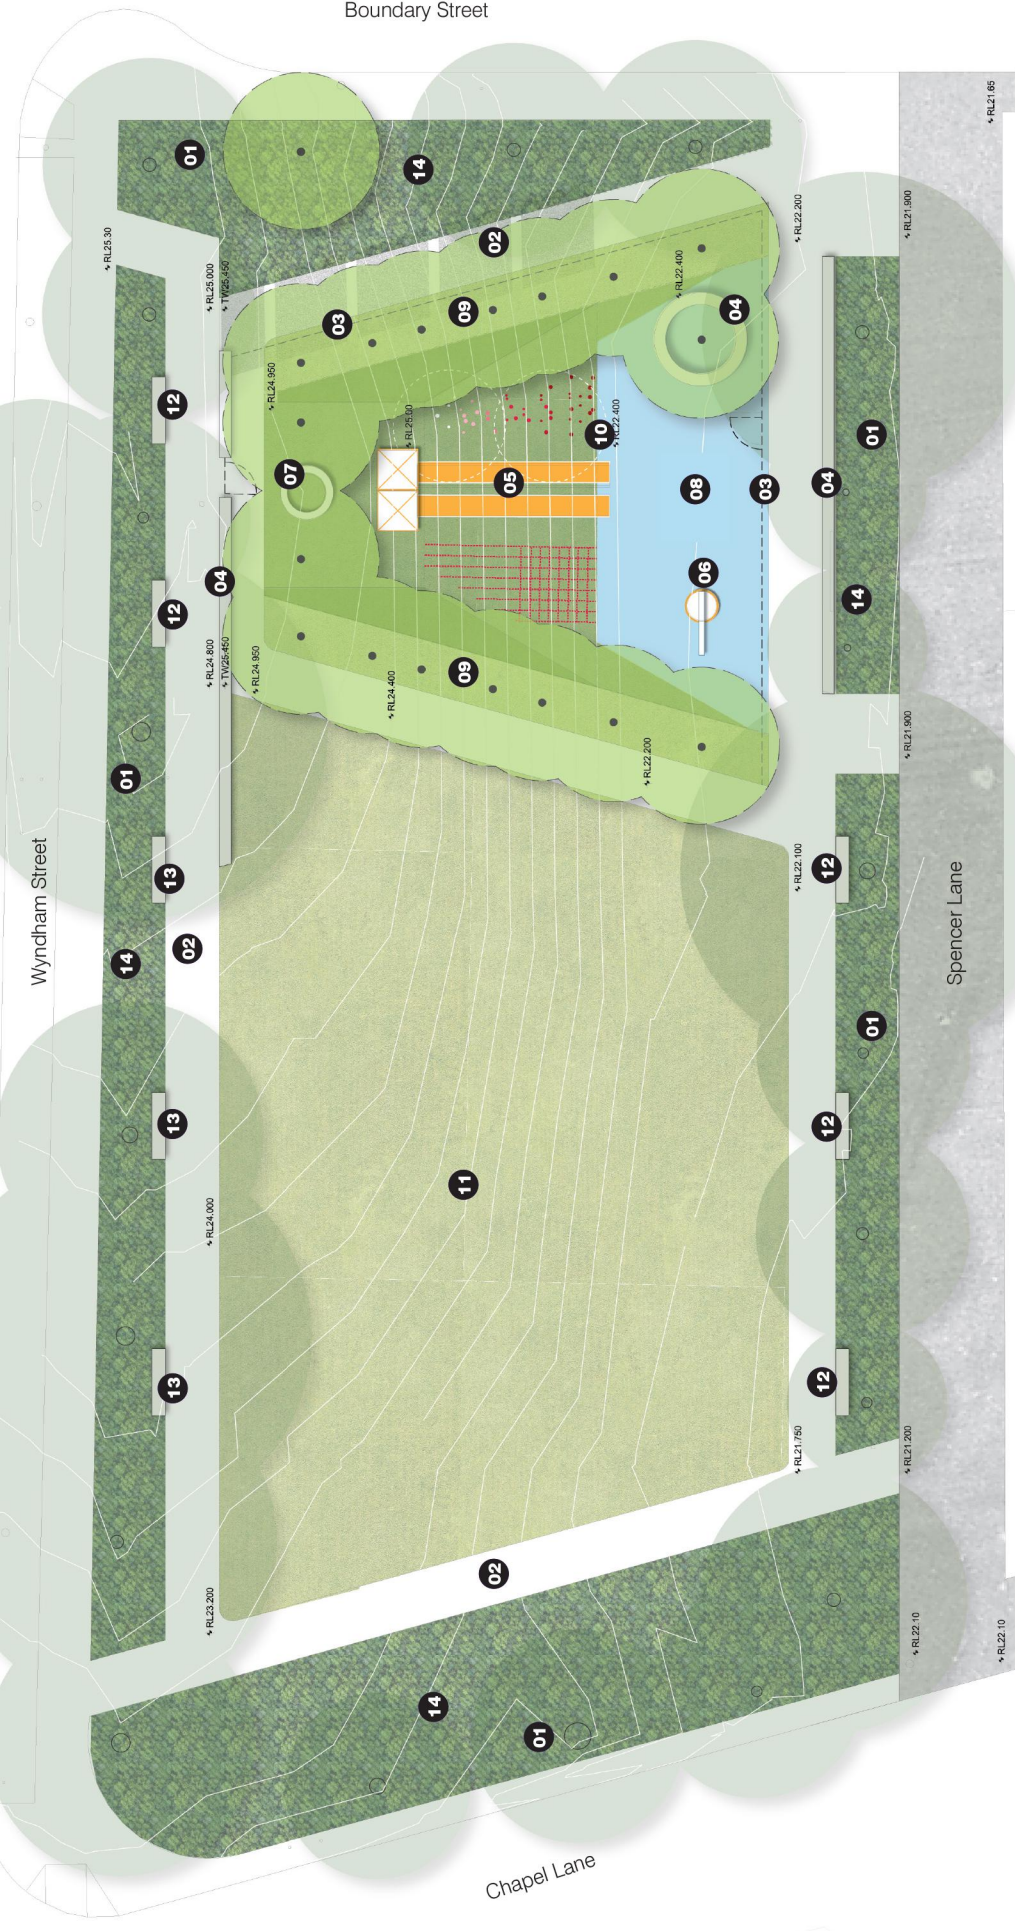 Boundary Street
RL21.65
01
14
RL22.200
RL21.900
RL25.30
02
RL25.000
TW25.450
RL22.400
03
09
04
RL24.950
12
RL25.00
RL22.400
10
01
07
05
08
03
04
04
06
14
12
RL24.800
TW25.450
RL24.950
09
RL24.400
RL22.200
RL21.900
01
13
RL22.100
12
Wyndham Street
Spencer Lane
02
14
01
13
12
11
RL24.000
13
12
RL21.750
RL21.200
02
RL23.200
RL22.10
RL22.10
14
01
Chapel Lane